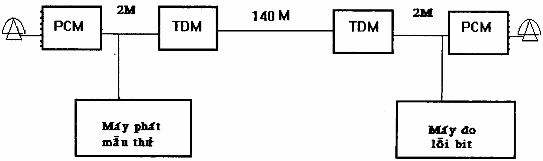 PCM
2M
TDM
140 M
TDM
2M
PCM
Máy phát
mẫu thử
Máy đo
lỗi bit